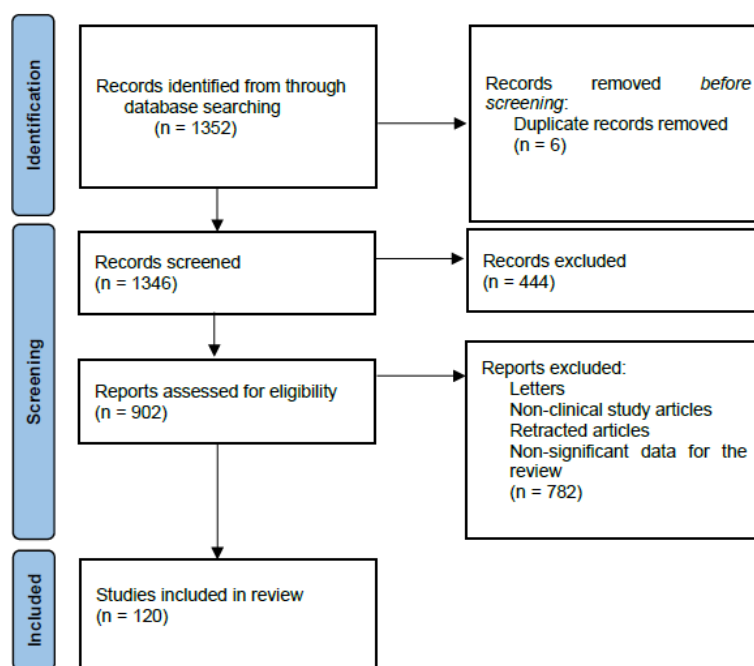 Identification
Records identified from through
database searching
(n = 1352)
Records removed before
screening:
Duplicate records removed
(n = 6)
Screening
Records screened
(n = 1346)
Records excluded
(n = 444)
Reports assessed for eligibility
(n = 902)
Reports excluded:
Letters
Non-clinical study articles
Retracted articles
Non-significant data for the
review
(n = 782)
Included
Studies included in review
(n = 120)